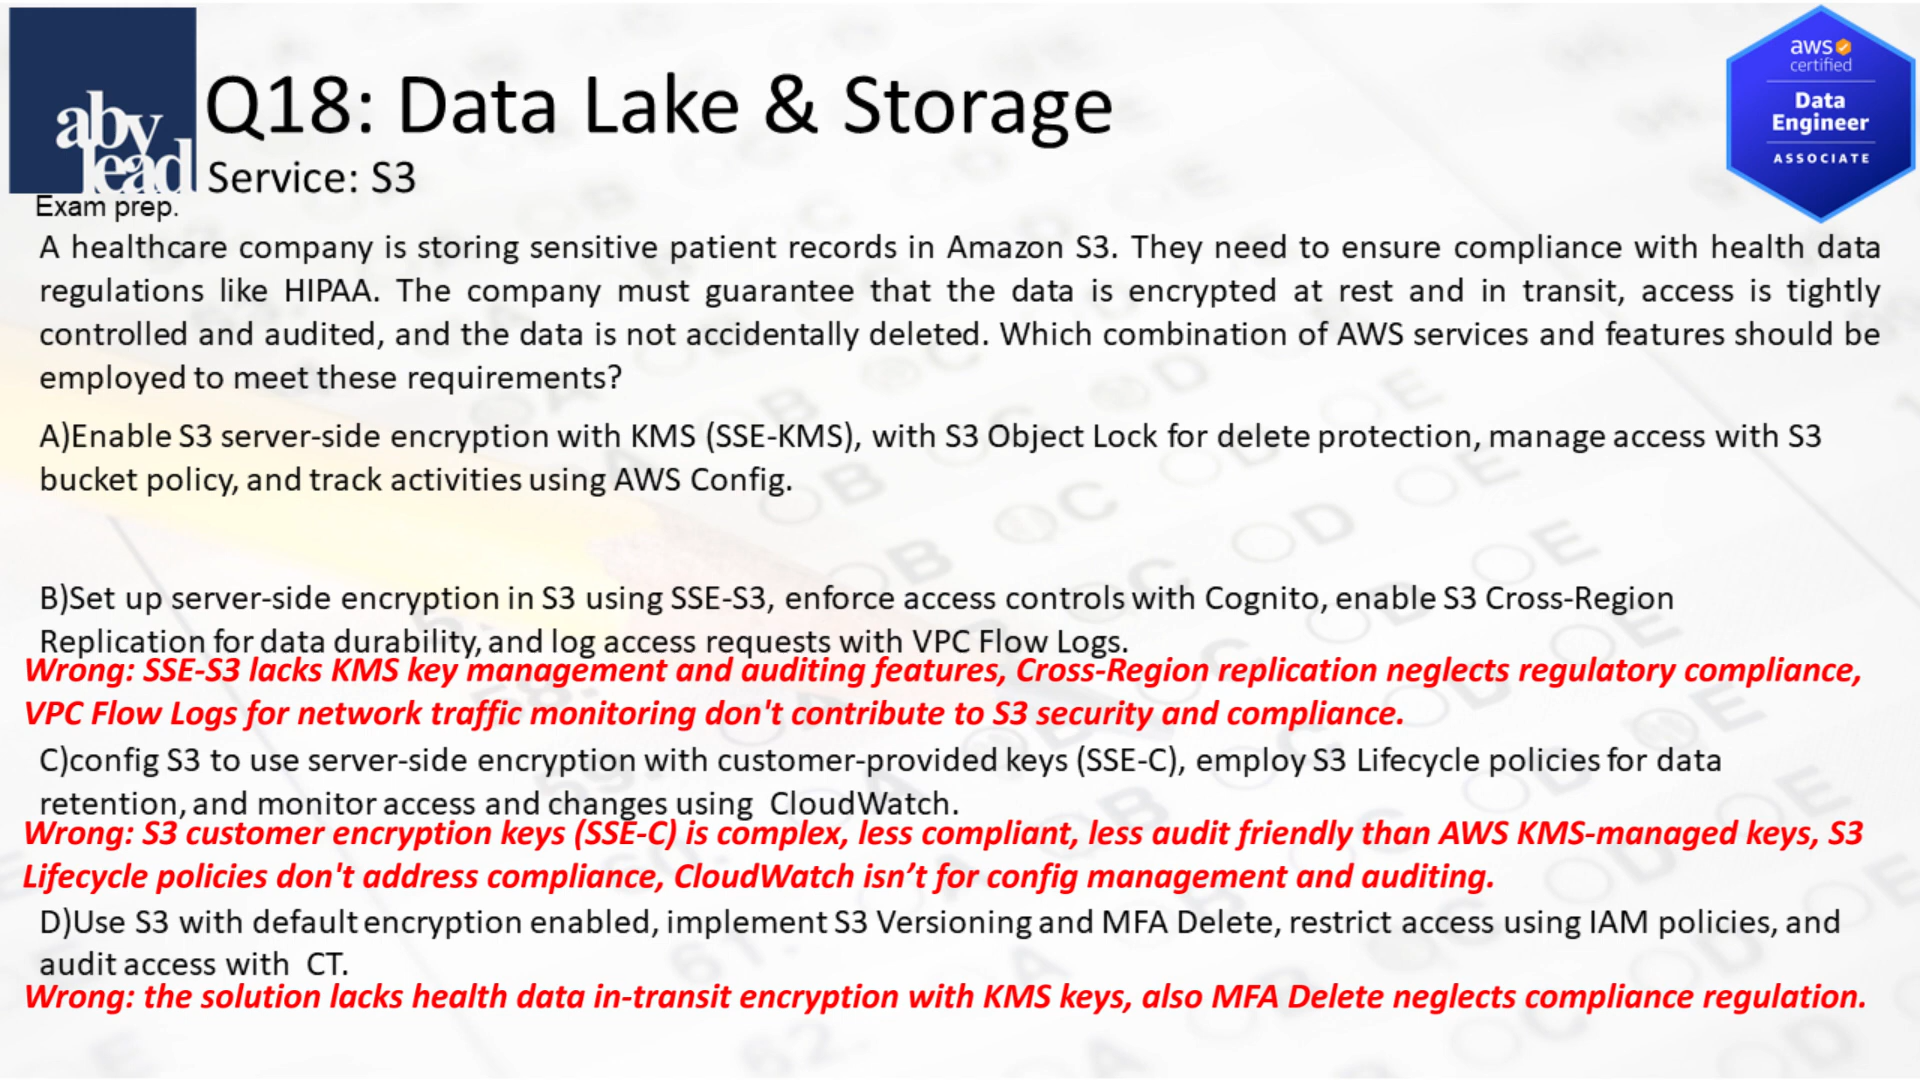 aby
lead
Exam prep.
Q18: Data Lake & Storage
Service: S3
aws
certified
Data
Engineer
ASSOCIATE
A healthcare company is storing sensitive patient records in Amazon S3. They need to ensure compliance with health data
regulations like HIPAA. The company must guarantee that the data is encrypted at rest and in transit, access is tightly
controlled and audited, and the data is not accidentally deleted. Which combination of AWS services and features should be
employed to meet these requirements?
A)Enable S3 server-side encryption with KMS (SSE-KMS), with S3 Object Lock for delete protection, manage access with S3
bucket policy, and track activities using AWS Config.
B)Set up server-side encryption in S3 using SSE-S3, enforce access controls with Cognito, enable S3 Cross-Region
Replication for data durability, and log access requests with VPC Flow Logs.
Wrong: SSE-S3 lacks KMS key management and auditing features, Cross-Region replication neglects regulatory compliance,
VPC Flow Logs for network traffic monitoring don't contribute to S3 security and compliance.
C)config S3 to use server-side encryption with customer-provided keys (SSE-C), employ S3 Lifecycle policies for data
retention, and monitor access and changes using CloudWatch.
Wrong: S3 customer encryption keys (SSE-C) is complex, less compliant, less audit friendly than AWS KMS-managed keys, S3
Lifecycle policies don't address compliance, CloudWatch isn’t for config management and auditing.
D)Use S3 with default encryption enabled, implement S3 Versioning and MFA Delete, restrict access using IAM policies, and
audit access with CT.
Wrong: the solution lacks health data in-transit encryption with KMS keys, also MFA Delete neglects compliance regulation.